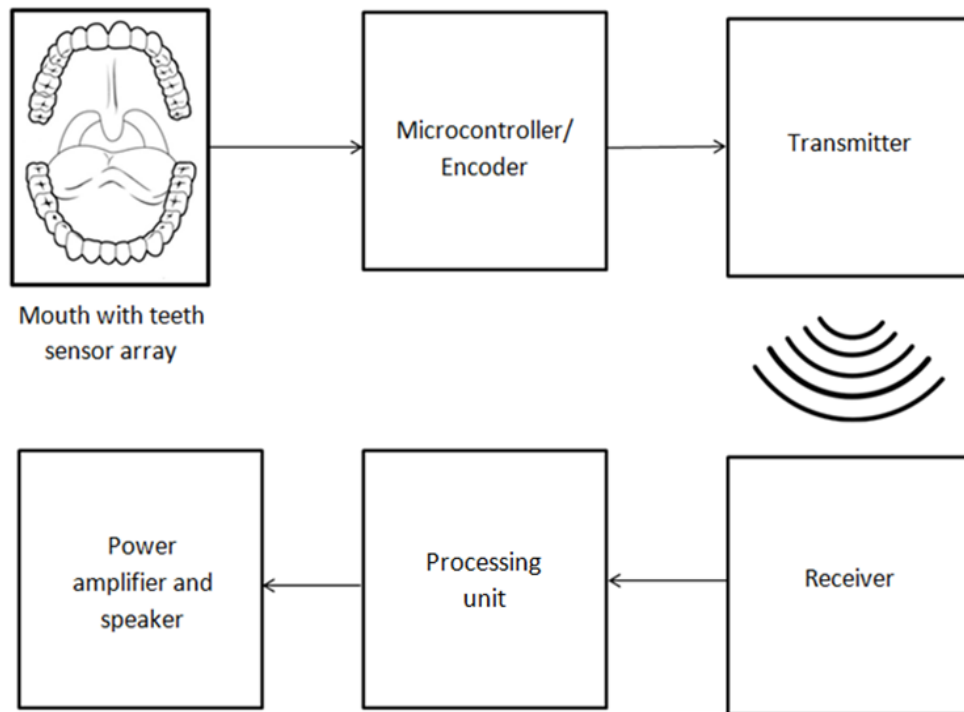 Microcontroller/
Encoder
Transmitter
Mouth with teeth
sensor array
Power
amplifier and
speaker
Processing
unit
Receiver